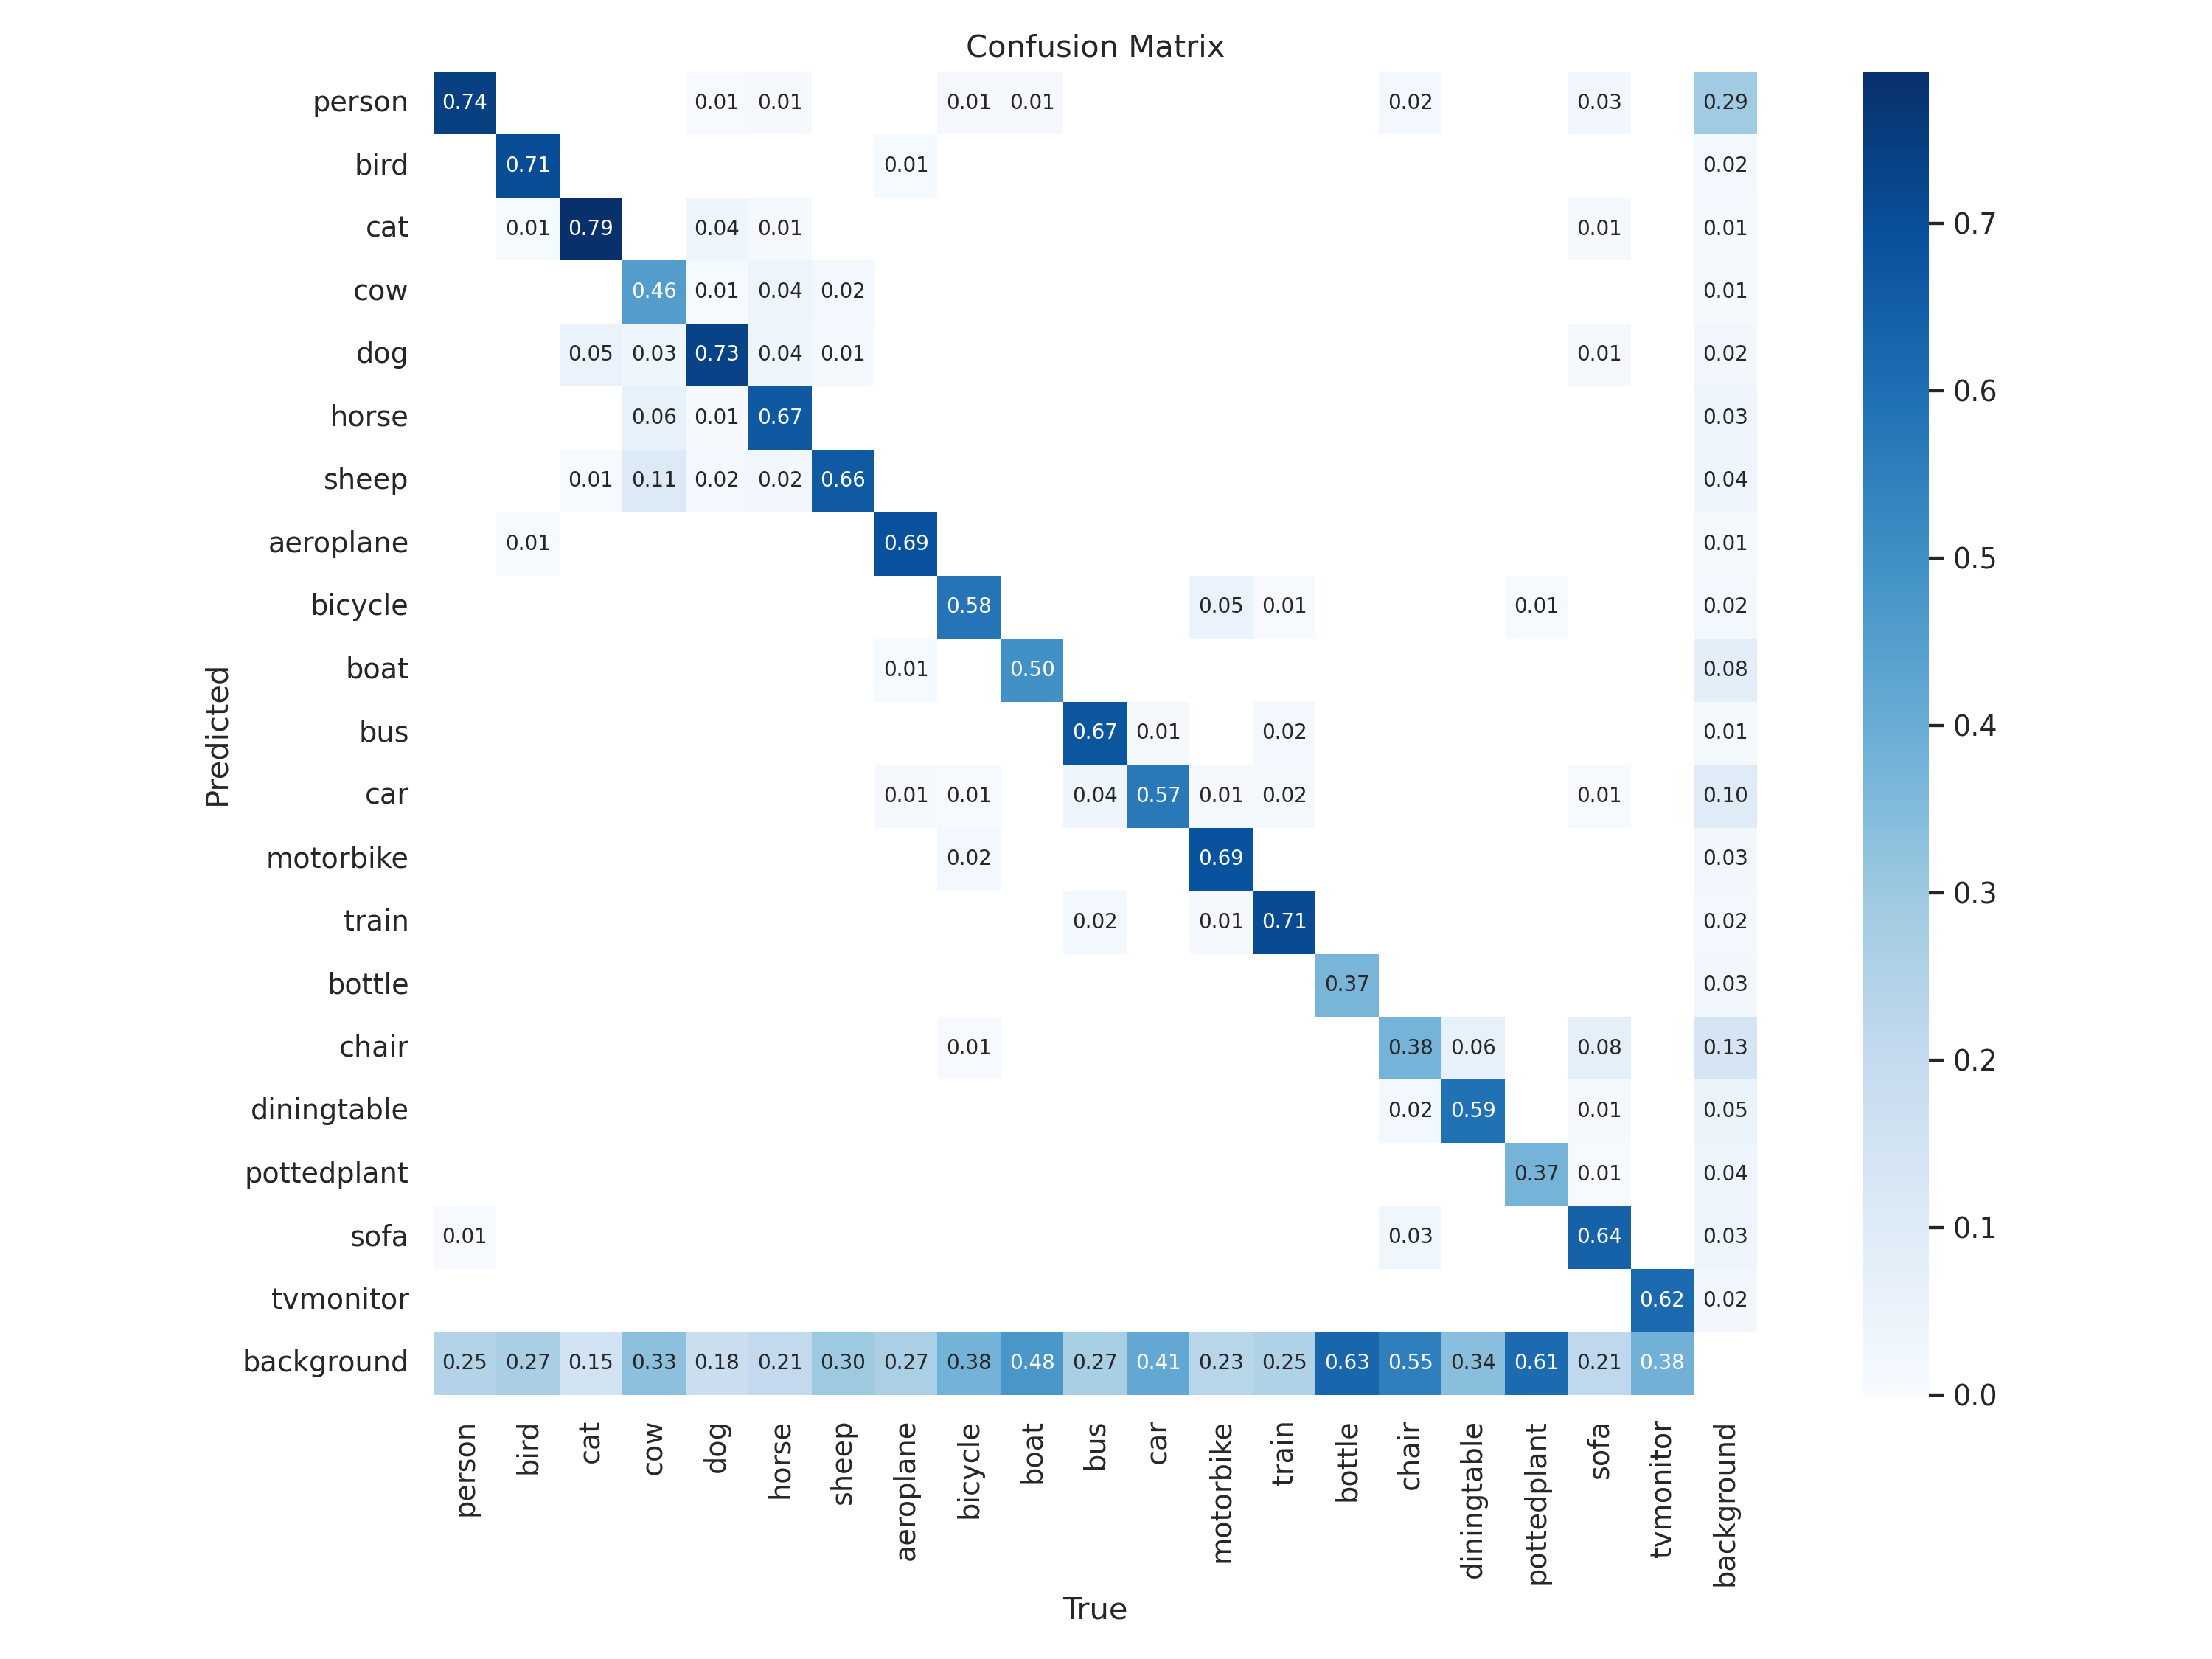 Confusion Matrix
person 0.74 0.01 0.01 0.01 0.01 0.02 0.03 0.29
bird 0.71 0.01 0.02
cat 0.01 0.79 0.04 0.01 0.01 0.01 0.7
cow 0.46 0.01 0.04 0.02 0.01
dog 0.05 0.03 0.73 0.04 0.01 0.01 0.02
0.6
horse 0.06 0.01 0.67 0.03
sheep 0.01 0.11 0.02 0.02 0.66 0.04
aeroplane 0.01 0.69 0.01 0.5
bicycle 0.58 0.05 0.01 0.01 0.02
boat 0.01 0.50 0.08
bus 0.67 0.01 0.02 0.01 0.4
Predicted
car 0.01 0.01 0.04 0.57 0.01 0.02 0.01 0.10
motorbike 0.02 0.69 0.03
0.3
train 0.02 0.01 0.71 0.02
bottle 0.37 0.03
chair 0.01 0.38 0.06 0.08 0.13 0.2
diningtable 0.02 0.59 0.01 0.05
pottedplant 0.37 0.01 0.04
sofa 0.01 0.03 0.64 0.03 0.1
tvmonitor 0.62 0.02
background 0.25 0.27 0.15 0.33 0.18 0.21 0.30 0.27 0.38 0.48 0.27 0.41 0.23 0.25 0.63 0.55 0.34 0.61 0.21 0.38
0.0
person bird cat cow dog horse sheep aeroplane bicycle boat bus car motorbike train bottle chair diningtable pottedplant sofa tvmonitor background
True